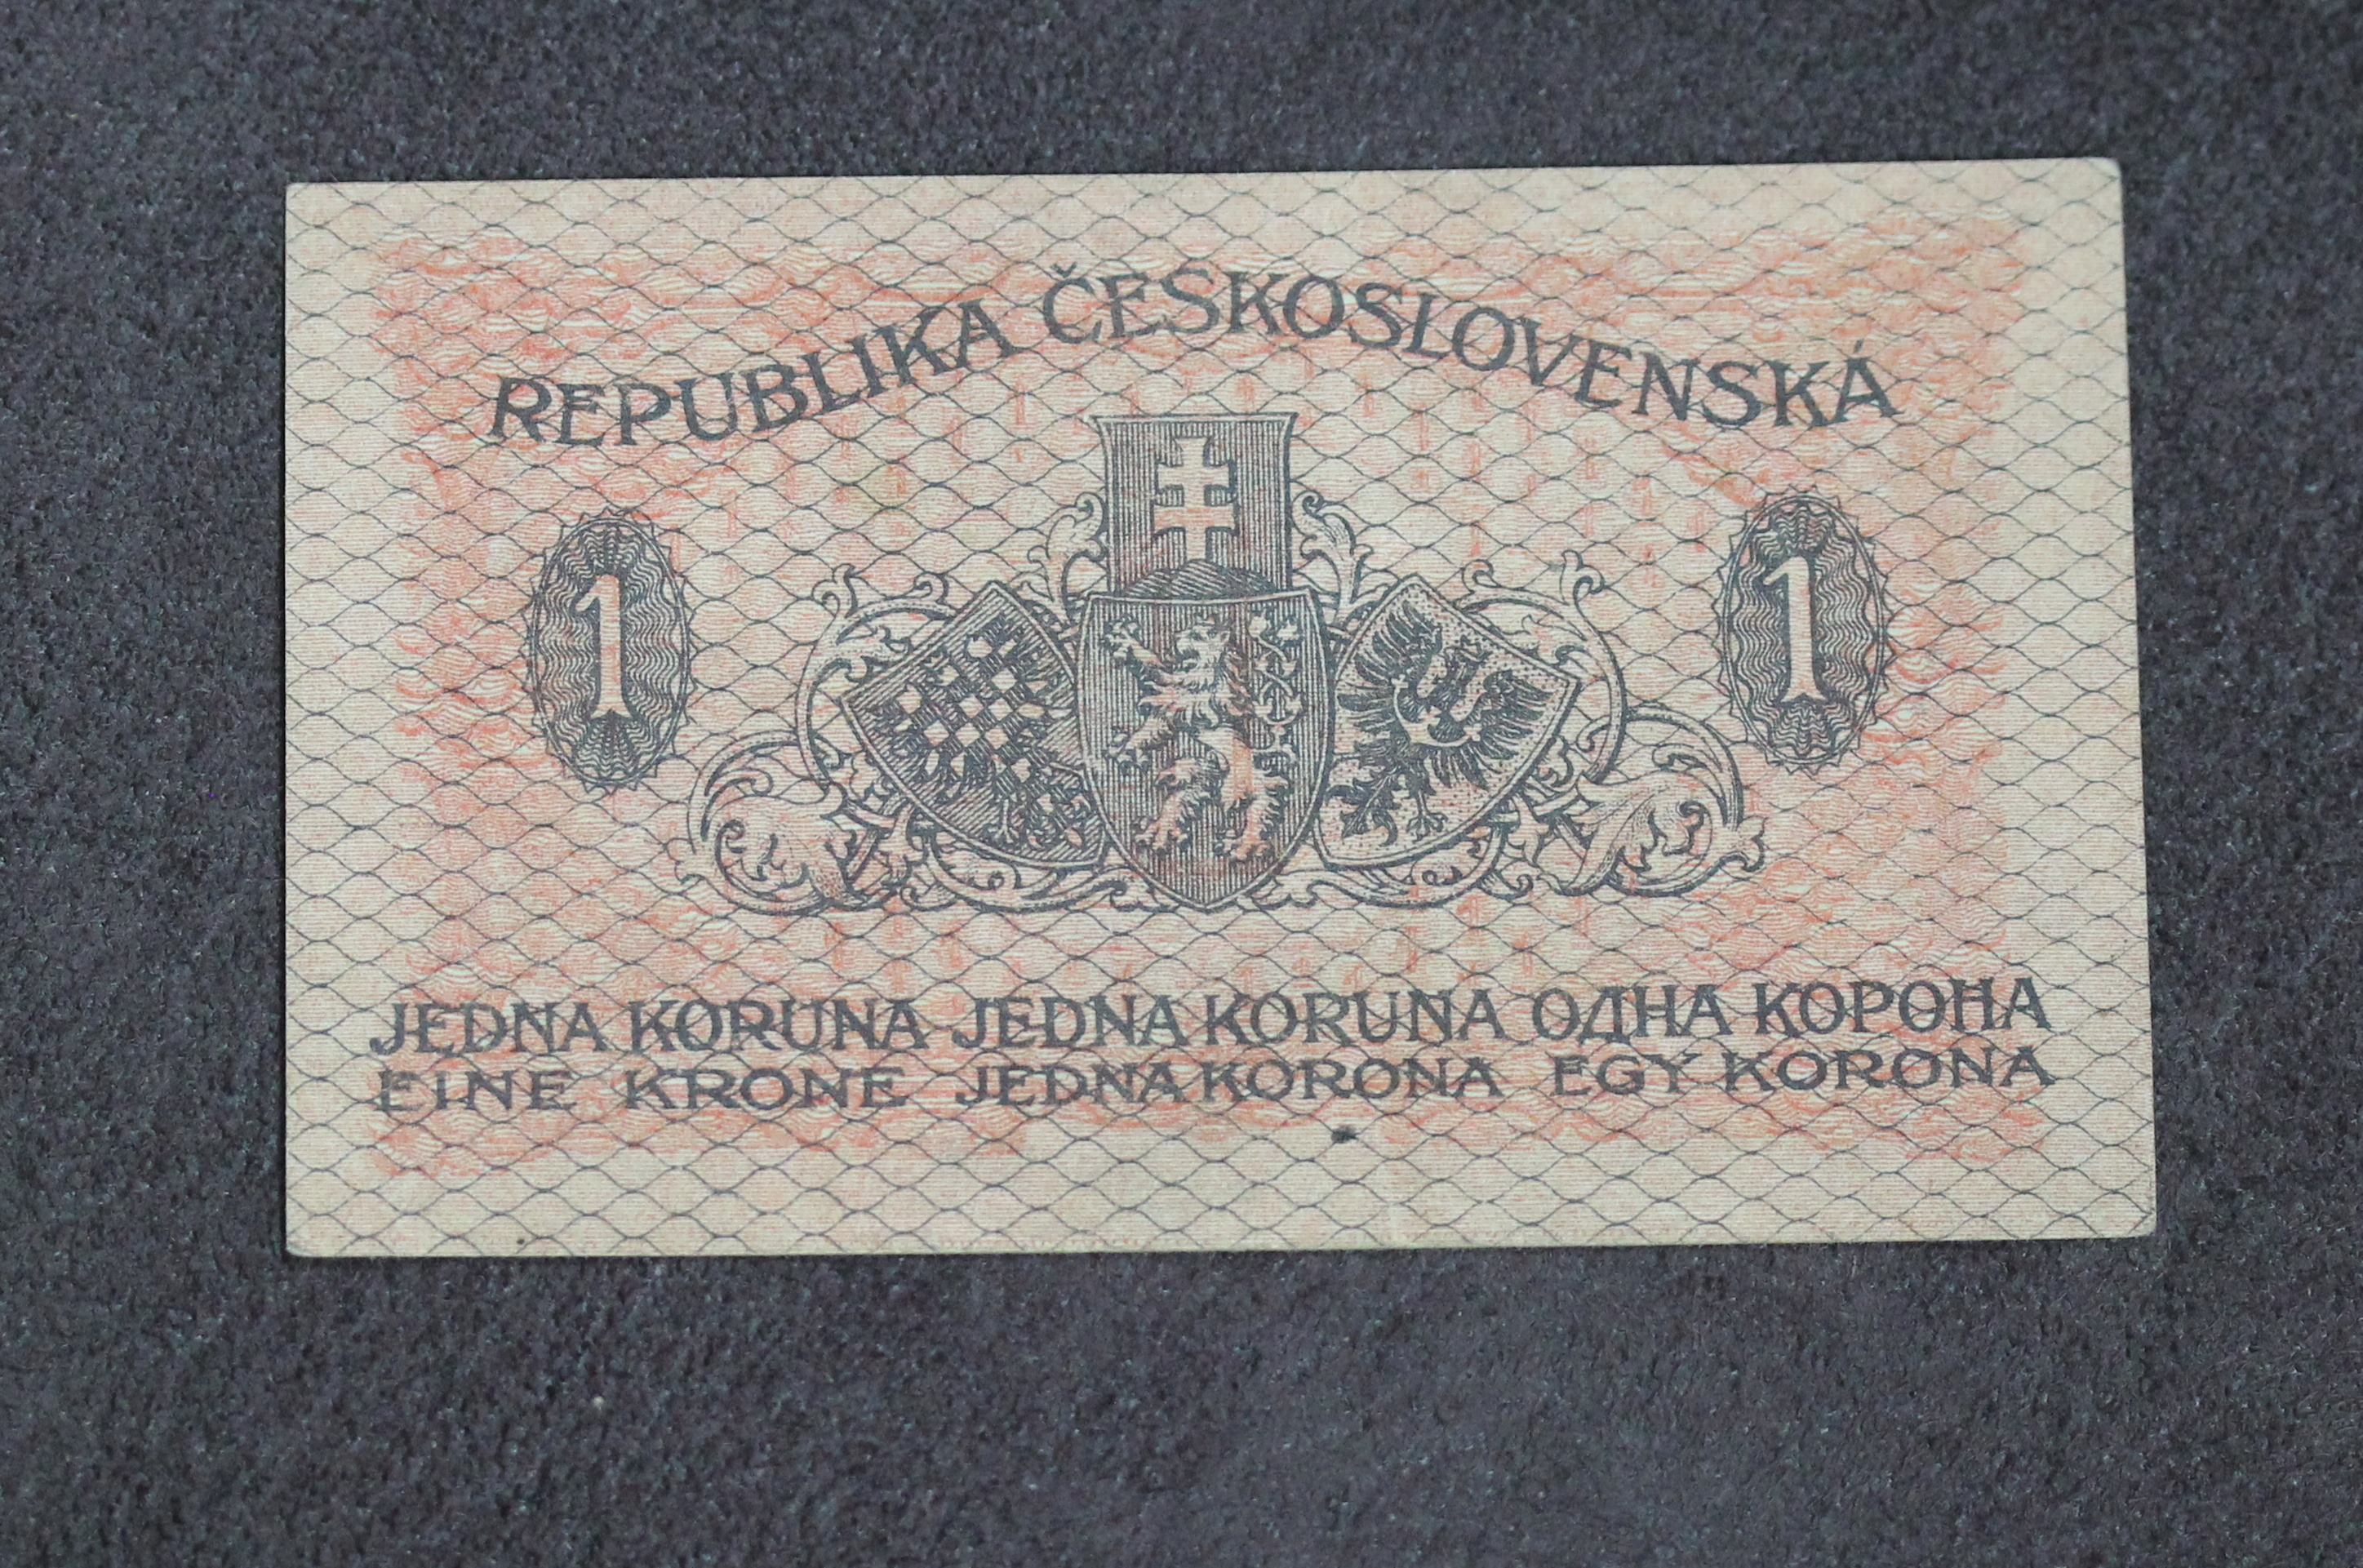 REPUBLIKA ČESKOSLOVENSKÁ
1 1
JEDNA KORUNA JEDNA KORUNA ОДНА КОРОНА
EINE KRONE JEDNA KORONA EGY KORONA